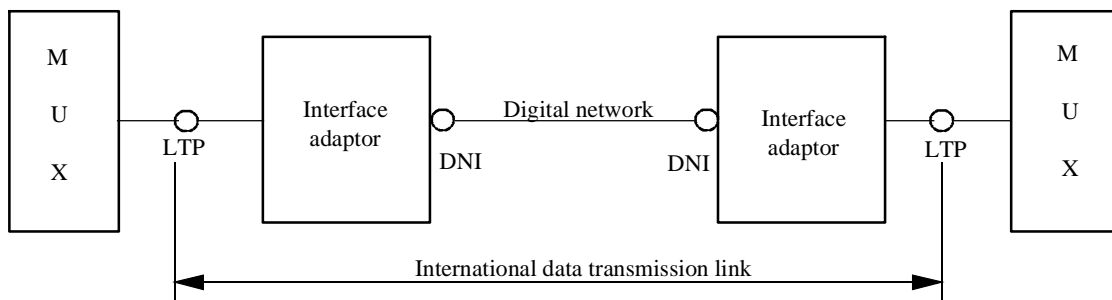 M
U
X
LTP
Interface
adaptor
DNI
Digital network
DNI
Interface
adaptor
LTP
M
U
X
International data transmission link